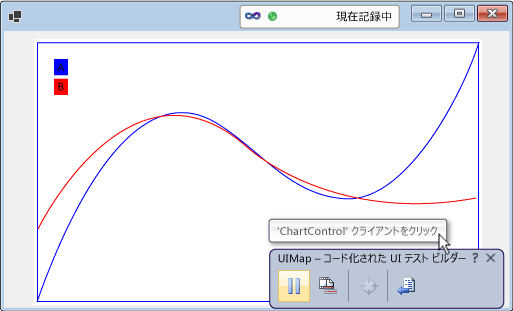 現在記録中
A
B
'ChartControl' クライアントをクリック
UIMap – コード化された UI テスト ビルダー